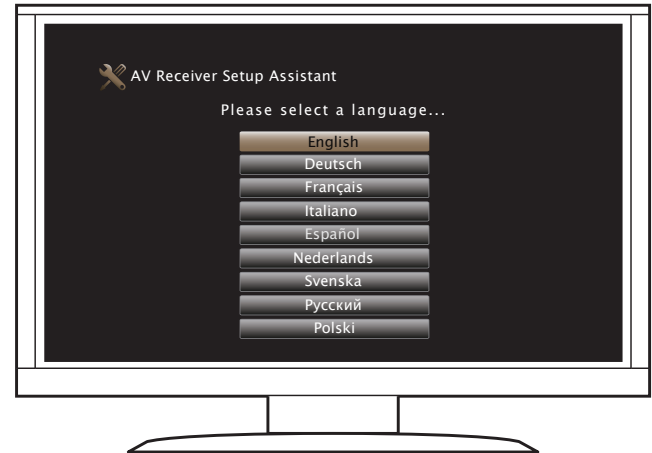 AV Receiver Setup Assistant
Please select a language...
English
Deutsch
Français
Italiano
Español
Nederlands
Svenska
Русский
Polski